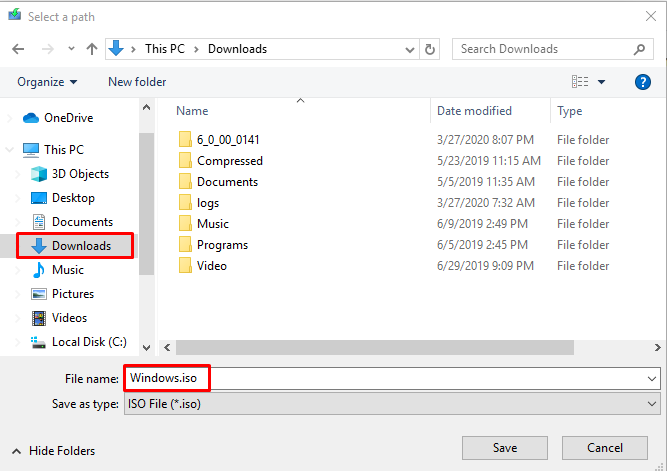 Select a path
This PC > Downloads
Search Downloads
Organize
New folder
?
OneDrive
This PC
3D Objects
Desktop
Documents
Downloads
Music
Pictures
Videos
Local Disk (C:)
Name Date modified Type
6_0_00_0141 3/27/2020 8:07 PM File folder
Compressed 5/23/2019 11:15 AM File folder
Documents 5/5/2019 11:35 AM File folder
logs 3/27/2020 7:32 AM File folder
Music 6/9/2019 2:49 PM File folder
Programs 6/5/2019 2:45 PM File folder
Video 6/29/2019 9:09 PM File folder
File name: Windows.iso
Save as type: ISO File (*.iso)
Hide Folders
Save
Cancel